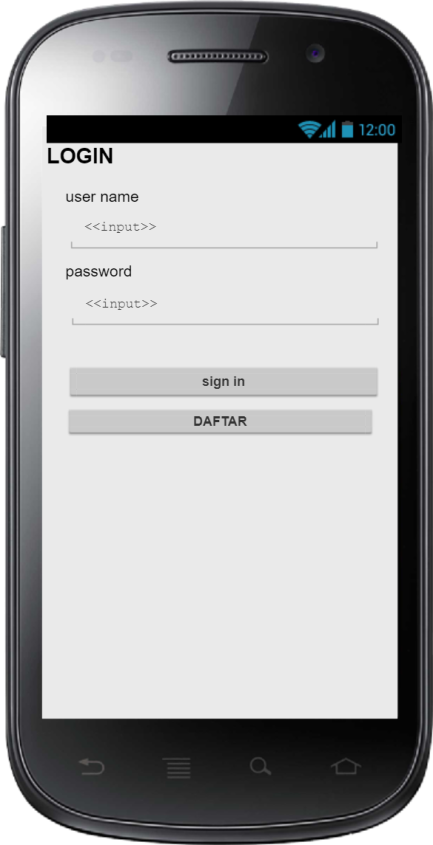 12:00
LOGIN
user name
<<input>>
password
<<input>>
sign in
DAFTAR